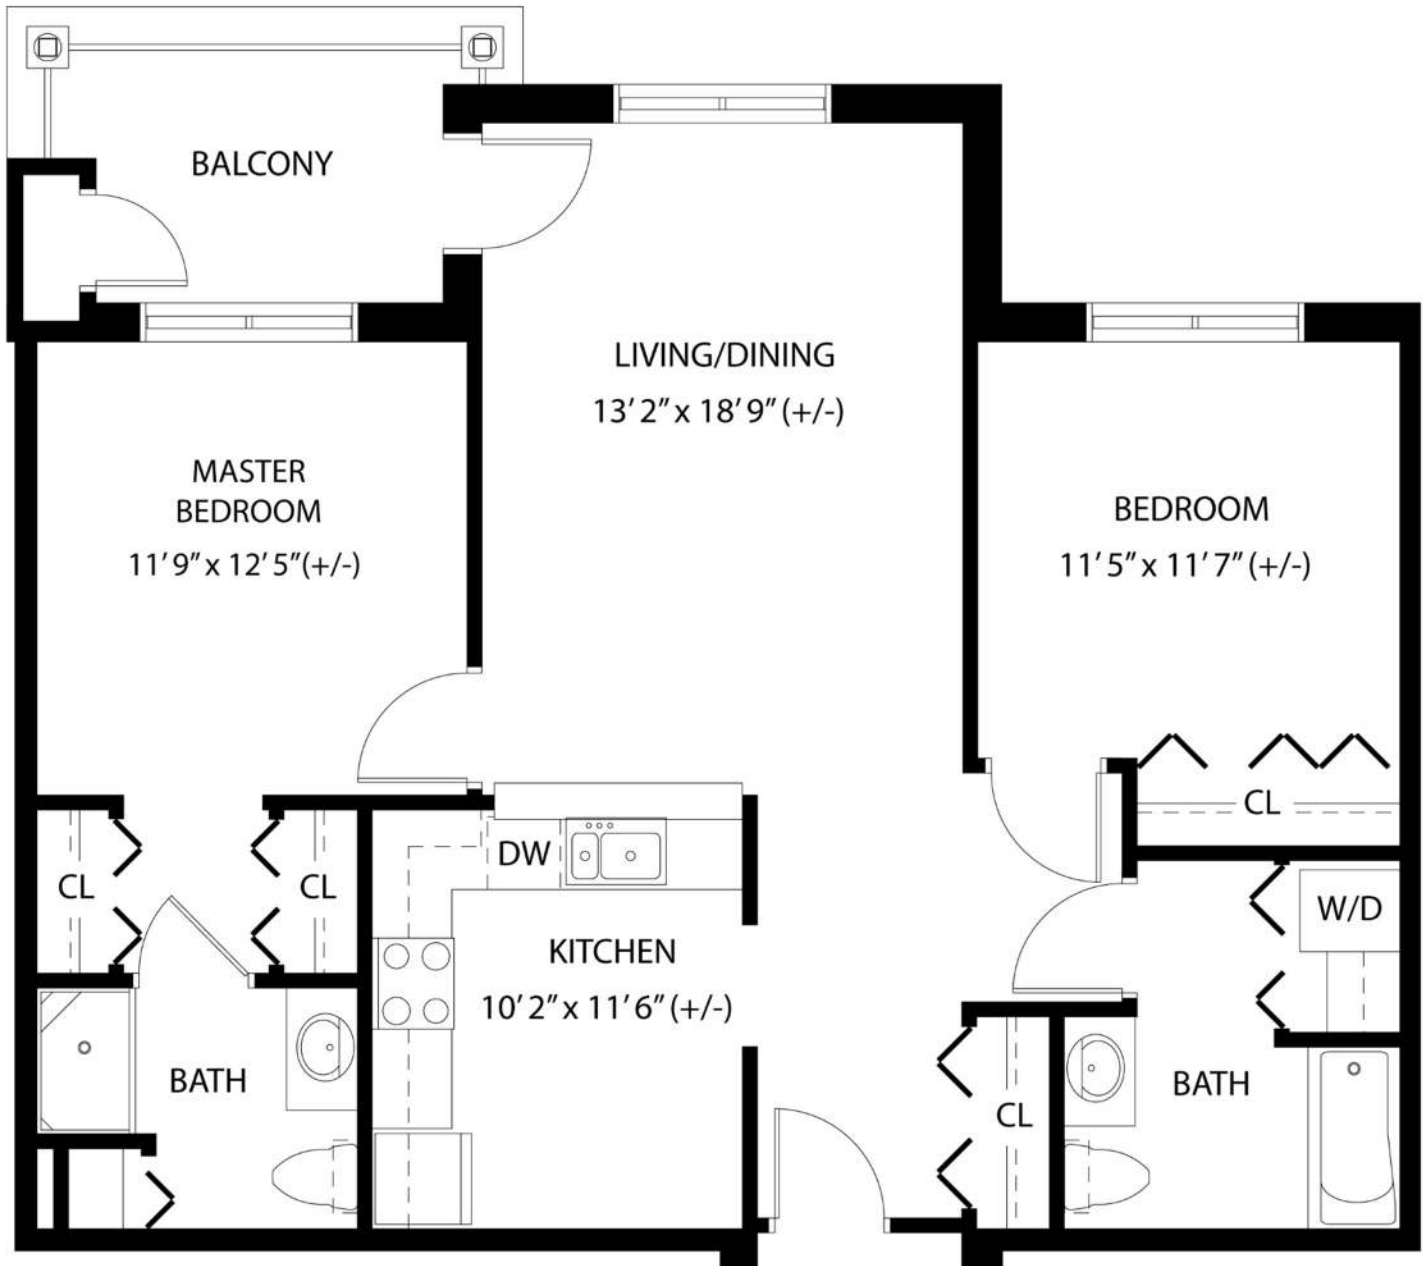 BALCONY
LIVING/DINING
13’2” x 18’9” (+/-)
MASTER
BEDROOM
11’9” x 12’5”(+/-)
BEDROOM
11’5” x 11’7” (+/-)
CL
DW
CL
CL
W/D
KITCHEN
10’2” x 11’6” (+/-)
BATH
BATH
CL